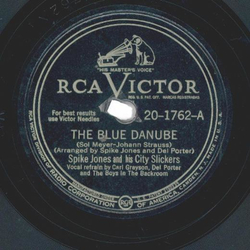 "HIS MASTER'S VOICE"
RCA VICTOR
For best results
use Victor Needles
20-1762-A
THE BLUE DANUBE
(Sol Meyer-Johann Strauss)
(Arranged by Spike Jones and Del Porter)
Spike Jones and his City Slickers
Vocal refrain by Carl Grayson, Del Porter
and The Boys in The Backroom